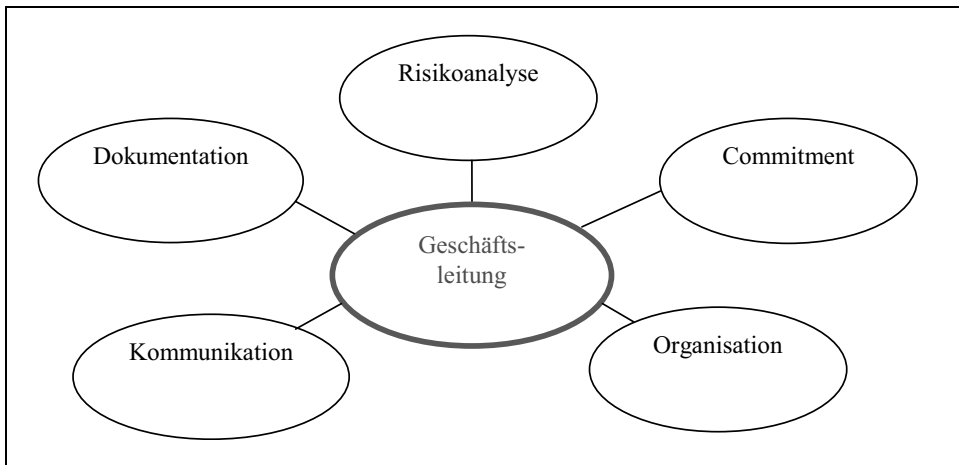 Risikoanalyse
Dokumentation
Commitment
Geschäfts-
leitung
Kommunikation
Organisation